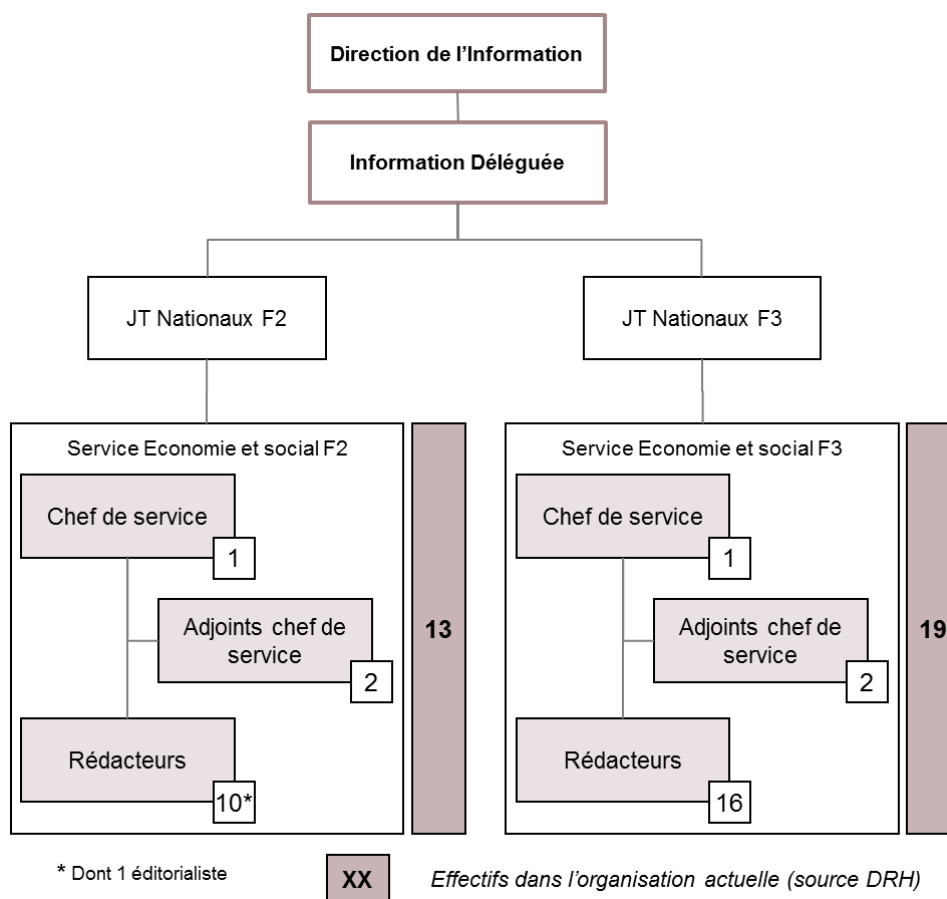 Direction de l'Information
Information Déléguée
JT Nationaux F2
JT Nationaux F3
Service Economie et social F2
Chef de service
1
Adjoints chef de
service
2
Rédacteurs
10*
13
Service Economie et social F3
Chef de service
1
Adjoints chef de
service
2
Rédacteurs
16
19
* Dont 1 éditorialiste
XX
Effectifs dans l'organisation actuelle (source DRH)